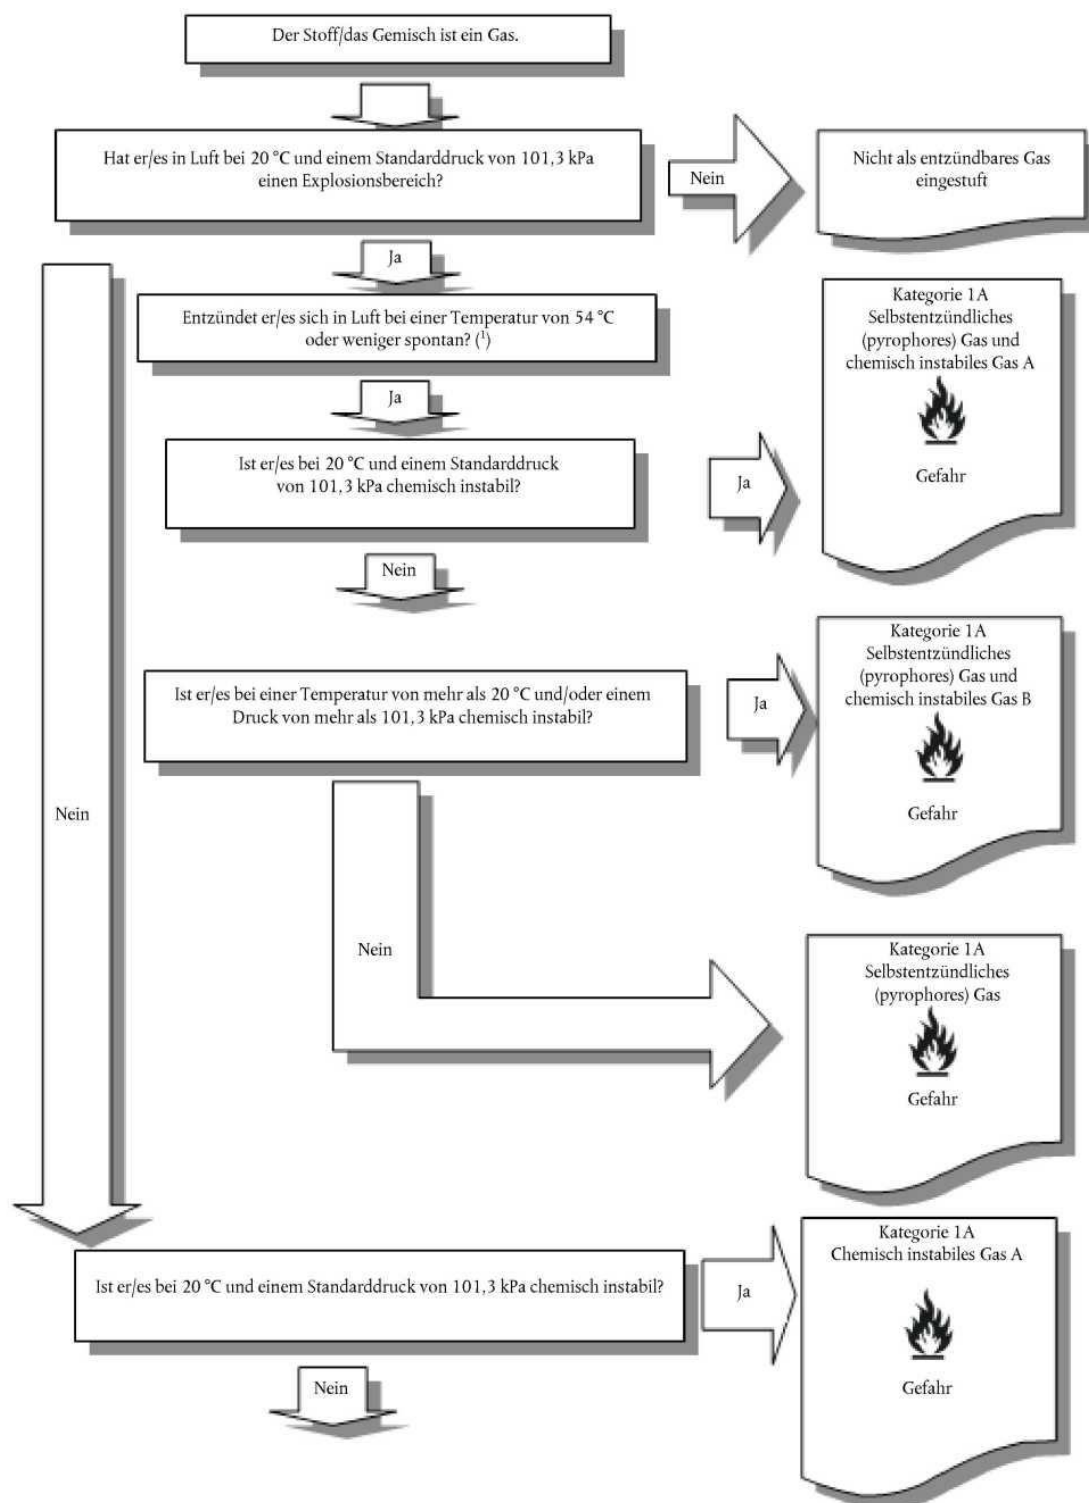 Der Stoff/das Gemisch ist ein Gas.
Hat er/es in Luft bei 20 °C und einem Standarddruck von 101,3 kPa
einen Explosionsbereich?
Nein
Nicht als entzündbares Gas
eingestuft
Ja
Entzündet er/es sich in Luft bei einer Temperatur von 54 °C
oder weniger spontan? (¹)
Kategorie 1A
Selbstentzündliches
(pyrophores) Gas und
chemisch instabiles Gas A
Gefahr
Ja
Ist er/es bei 20 °C und einem Standarddruck
von 101,3 kPa chemisch instabil?
Ja
Nein
Kategorie 1A
Selbstentzündliches
(pyrophores) Gas und
chemisch instabiles Gas B
Gefahr
Ist er/es bei einer Temperatur von mehr als 20 °C und/oder einem
Druck von mehr als 101,3 kPa chemisch instabil?
Ja
Nein
Nein
Kategorie 1A
Selbstentzündliches
(pyrophores) Gas
Gefahr
Ist er/es bei 20 °C und einem Standarddruck von 101,3 kPa chemisch instabil?
Ja
Kategorie 1A
Chemisch instabiles Gas A
Gefahr
Nein